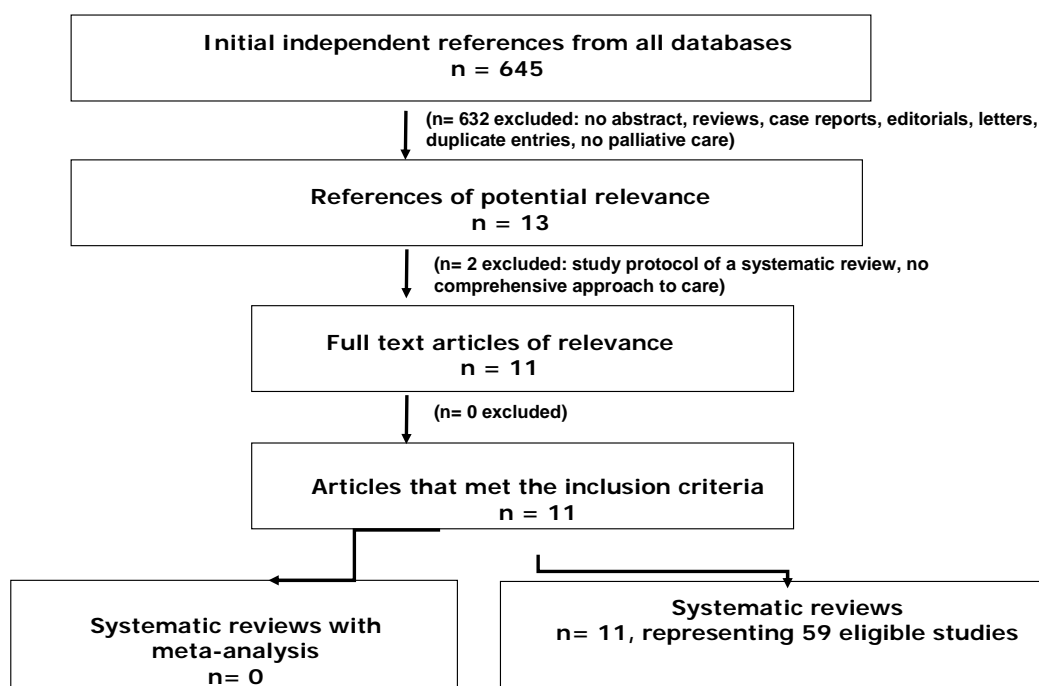 Initial independent references from all databases
n = 645
(n= 632 excluded: no abstract, reviews, case reports, editorials, letters,
duplicate entries, no palliative care)
References of potential relevance
n = 13
(n= 2 excluded: study protocol of a systematic review, no
comprehensive approach to care)
Full text articles of relevance
n = 11
(n= 0 excluded)
Articles that met the inclusion criteria
n = 11
Systematic reviews with
meta-analysis
n= 0
Systematic reviews
n= 11, representing 59 eligible studies